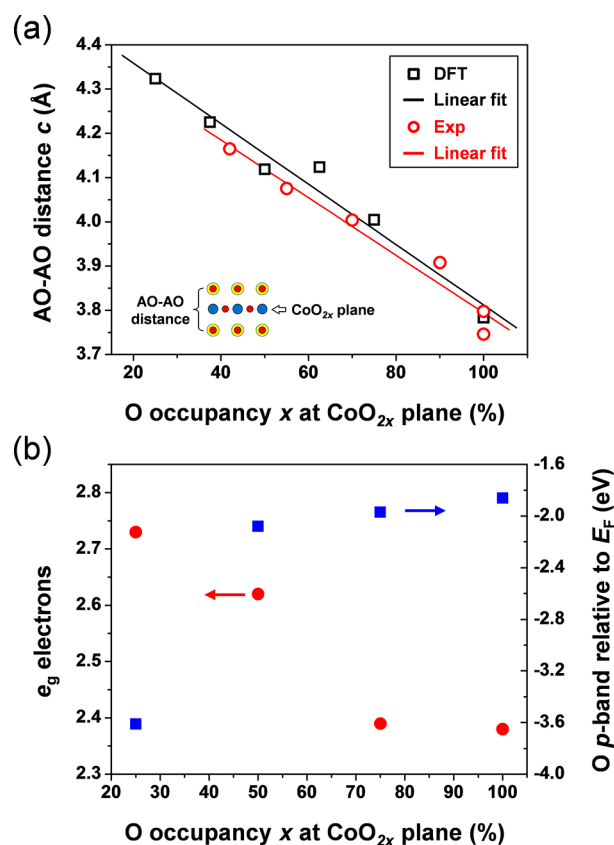 (a)
4.4
4.3
4.2
4.1
4.0
3.9
3.8
3.7
AO-AO distance c (Å)
DFT
Linear fit
Exp
Linear fit
AO-AO
distance
CoO2x plane
20 40 60 80 100
O occupancy x at CoO2x plane (%)
(b)
2.8
2.7
2.6
2.5
2.4
2.3
eg electrons
-1.6
-2.0
-2.4
-2.8
-3.2
-3.6
-4.0
O p-band relative to EF (eV)
20 30 40 50 60 70 80 90 100
O occupancy x at CoO2x plane (%)